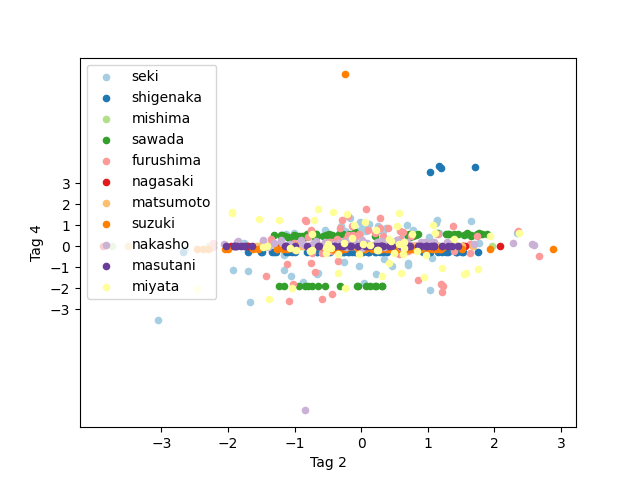 seki
shigenaka
mishima
sawada
furushima
nagasaki
matsumoto
suzuki
nakasho
masutani
miyata
Tag 4
3
2
1
0
−1
−2
−3
−3 −2 −1 0 1 2 3
Tag 2